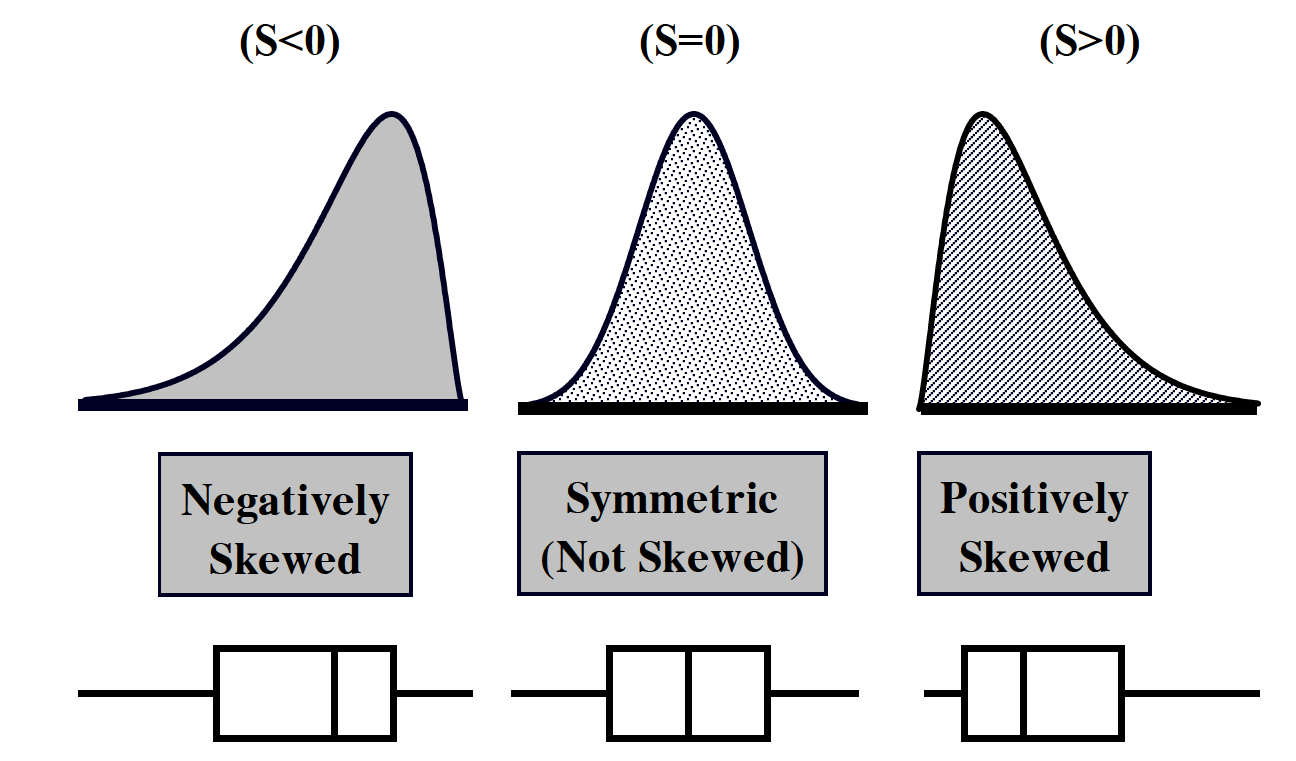 (S<0)
(S=0)
(S>0)
Negatively
Skewed
Symmetric
(Not Skewed)
Positively
Skewed